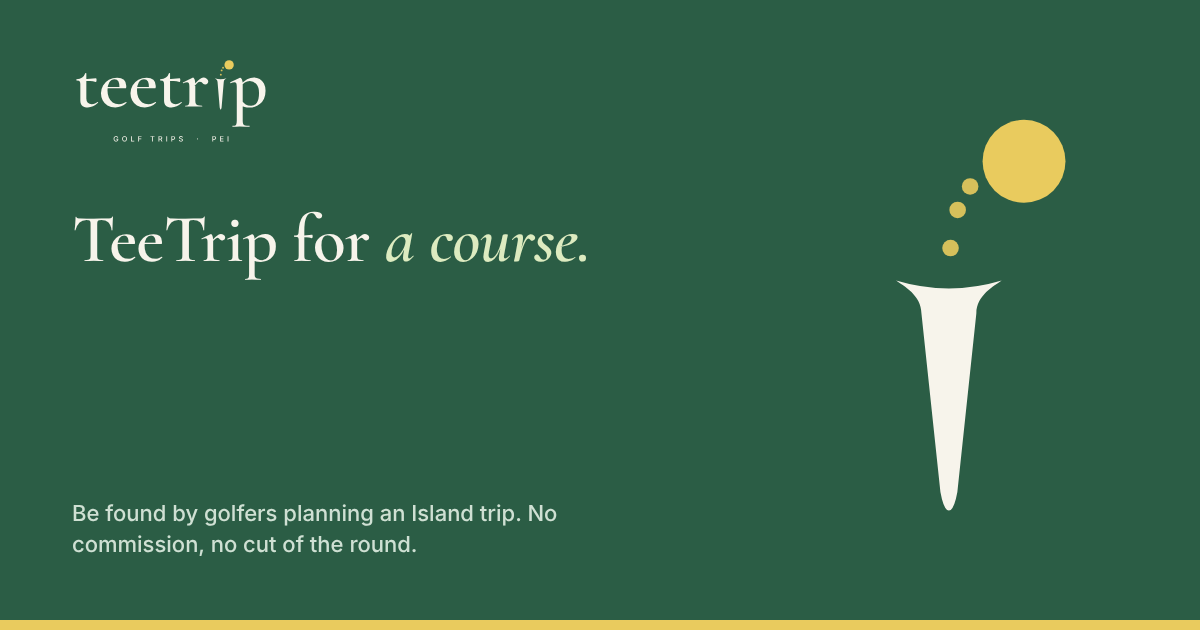 teetrip
GOLF TRIPS · PEI
TeeTrip for a course.
Be found by golfers planning an Island trip. No
commission, no cut of the round.